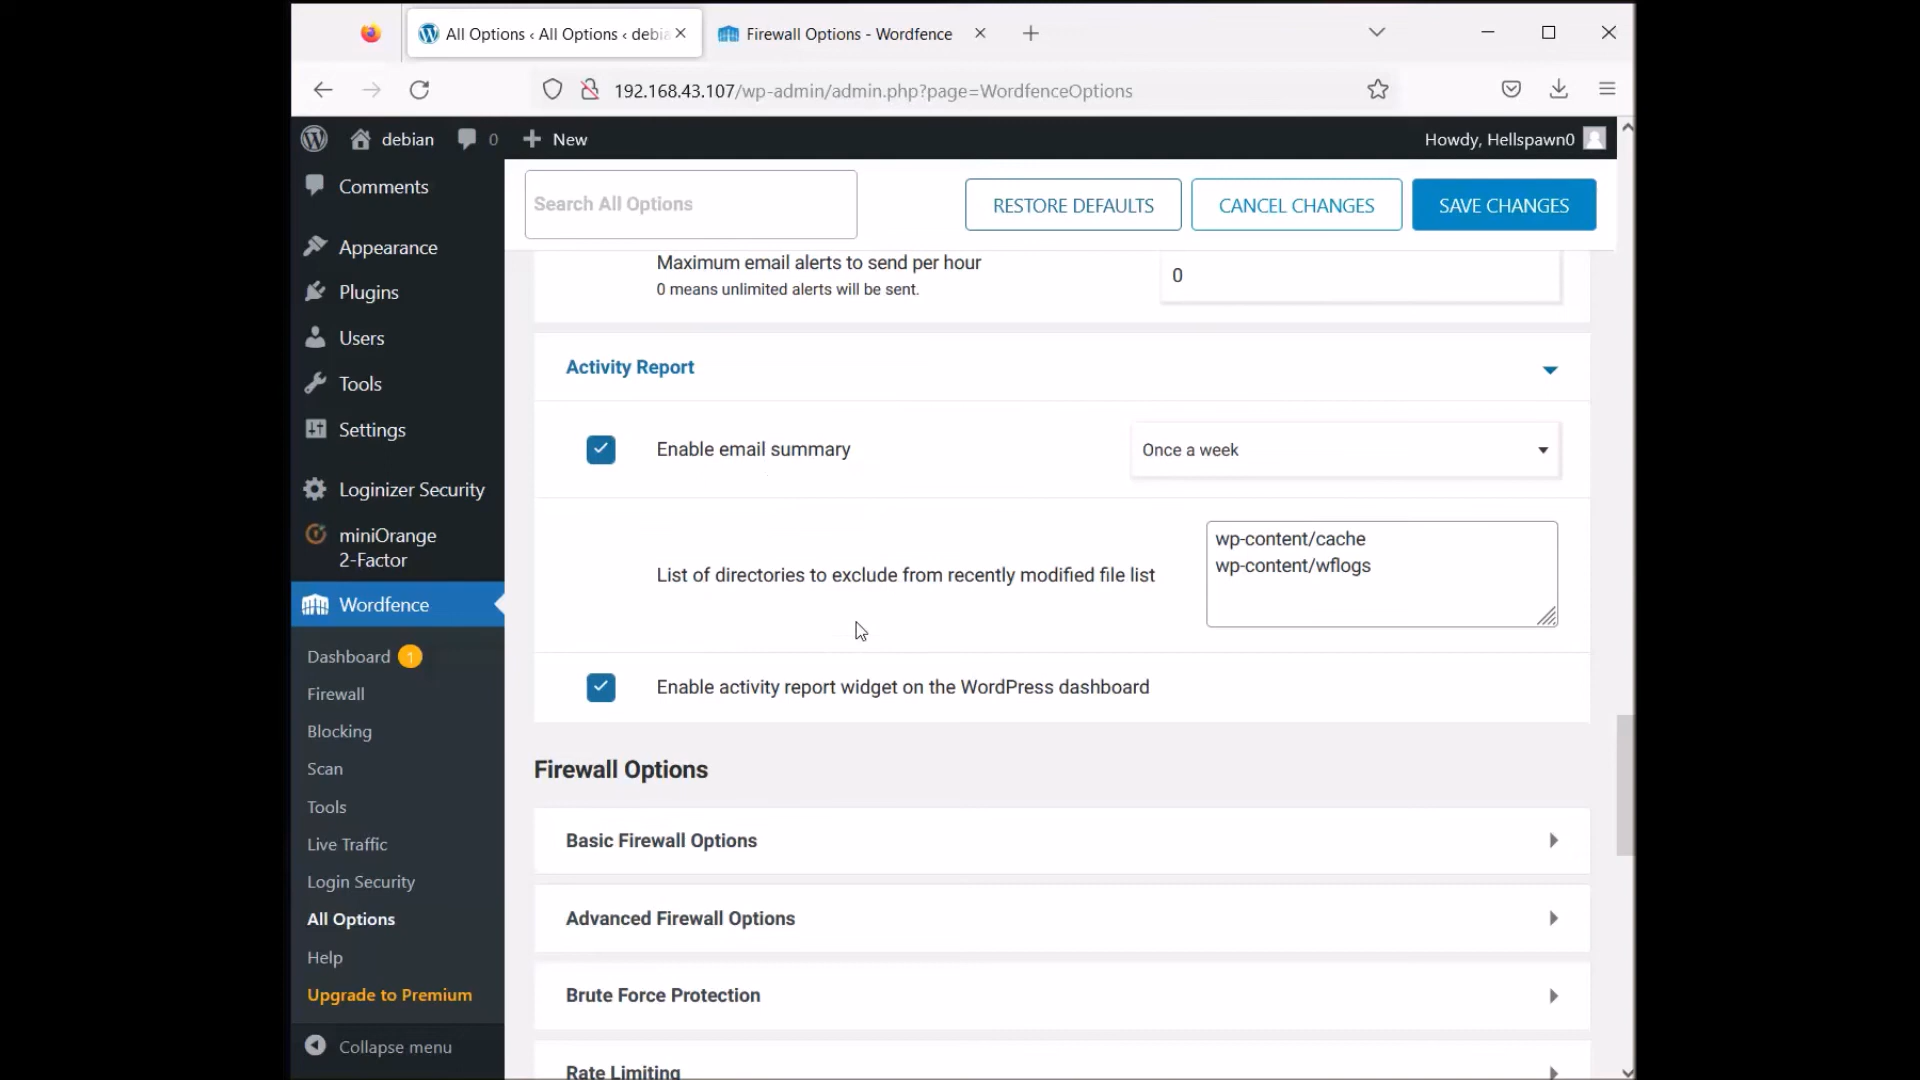 All Options ‹ All Options ‹ debia
Firewall Options - Wordfence
192.168.43.107/wp-admin/admin.php?page=WordfenceOptions
debian
0
New
Howdy, Hellspawn0
Comments
Appearance
Plugins
Users
Tools
Settings
Loginizer Security
miniOrange
2-Factor
Wordfence
Dashboard 1
Firewall
Blocking
Scan
Tools
Live Traffic
Login Security
All Options
Help
Upgrade to Premium
Collapse menu
Search All Options
RESTORE DEFAULTS
CANCEL CHANGES
SAVE CHANGES
Maximum email alerts to send per hour
0 means unlimited alerts will be sent.
0
Activity Report
Enable email summary
Once a week
List of directories to exclude from recently modified file list
wp-content/cache
wp-content/wflogs
Enable activity report widget on the WordPress dashboard
Firewall Options
Basic Firewall Options
Advanced Firewall Options
Brute Force Protection
Rate Limiting